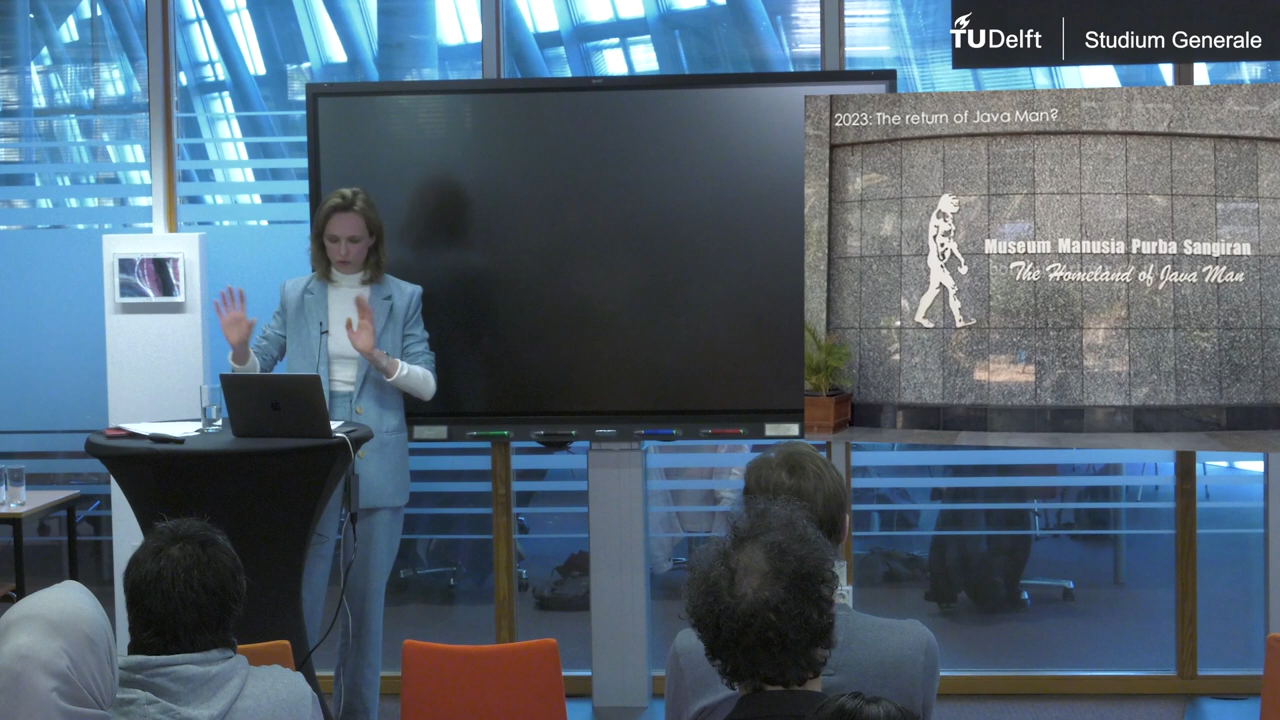 TUDelft
Studium Generale
2023: The return of Java Man?
Museum Manusia Purba Sangiran
The Homeland of Java Man